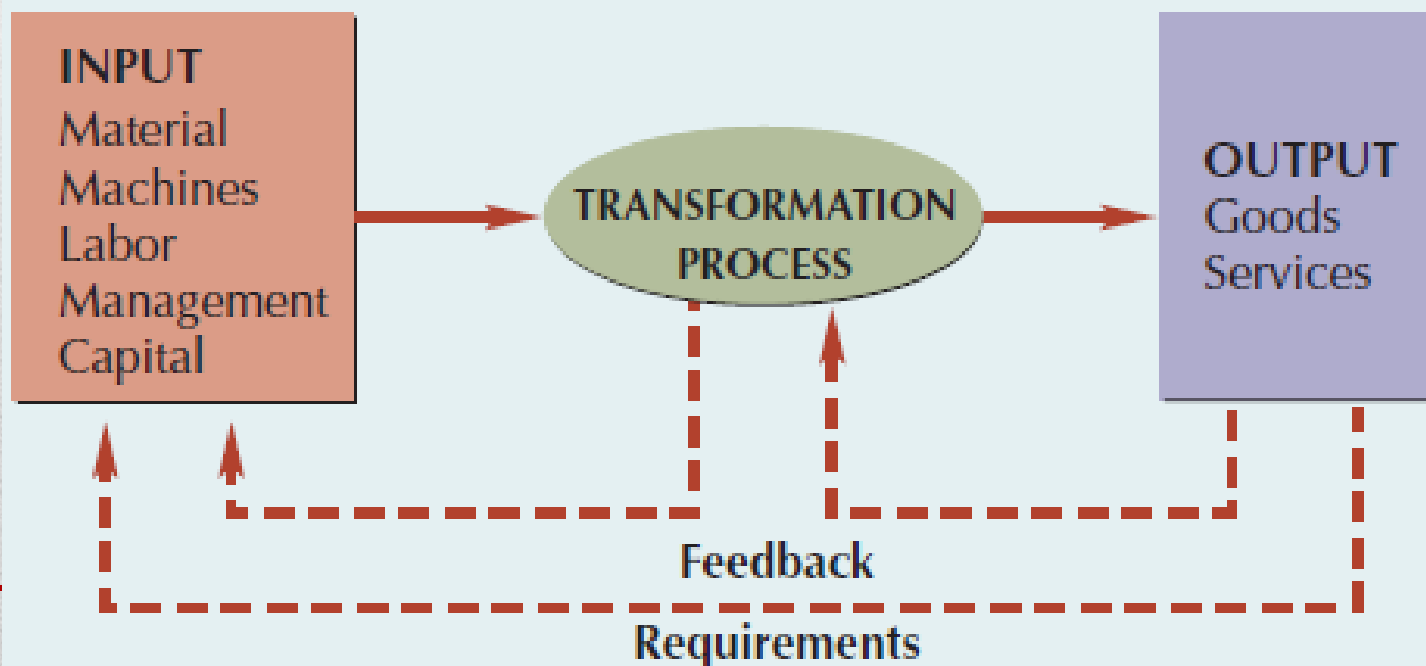 INPUT
Material
Machines
Labor
Management
Capital
TRANSFORMATION
PROCESS
OUTPUT
Goods
Services
Feedback
Requirements